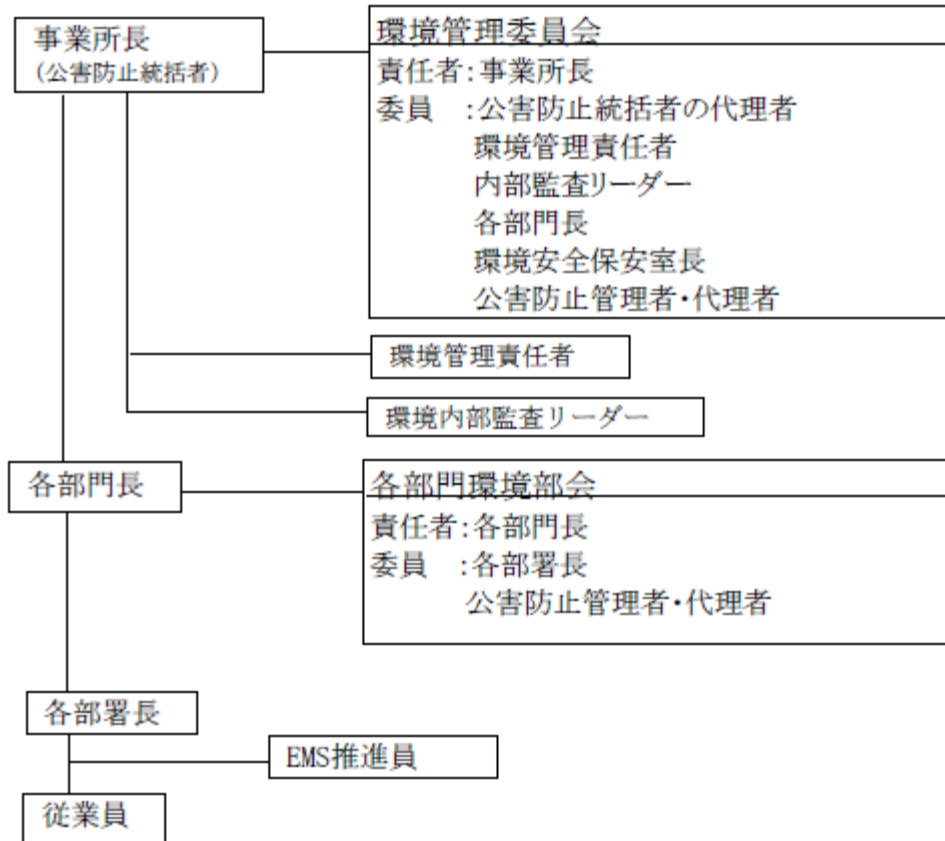 事業所長
(公害防止統括者)
環境管理委員会
責任者:事業所長
委員　:公害防止統括者の代理者
環境管理責任者
内部監査リーダー
各部門長
環境安全保安室長
公害防止管理者・代理者
環境管理責任者
環境内部監査リーダー
各部門長
各部門環境部会
責任者:各部門長
委員　:各部署長
公害防止管理者・代理者
各部署長
EMS推進員
従業員